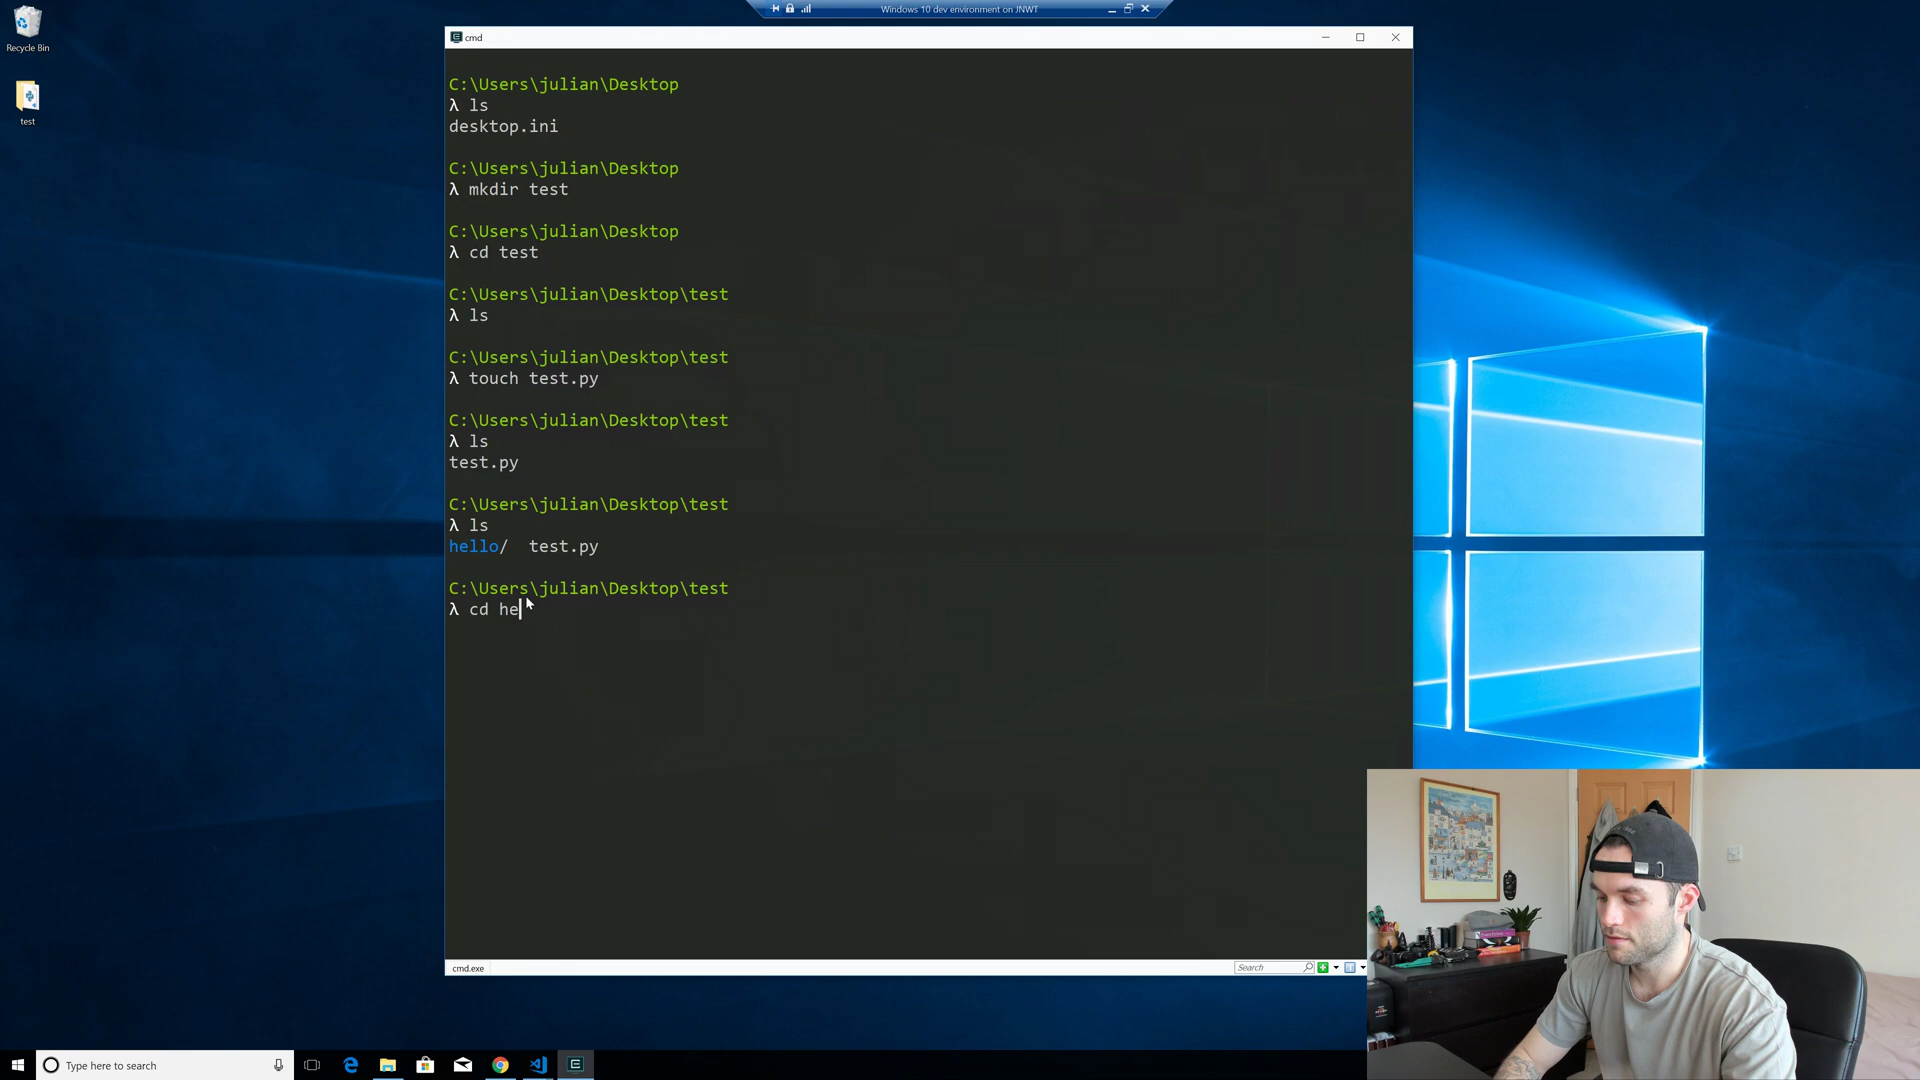 Windows 10 dev environment on JNWT
Recycle Bin
test
cmd
C:\Users\julian\Desktop
λ ls
desktop.ini
C:\Users\julian\Desktop
λ mkdir test
C:\Users\julian\Desktop
λ cd test
C:\Users\julian\Desktop\test
λ ls
C:\Users\julian\Desktop\test
λ touch test.py
C:\Users\julian\Desktop\test
λ ls
test.py
C:\Users\julian\Desktop\test
λ ls
hello/ test.py
C:\Users\julian\Desktop\test
λ cd he
cmd.exe
Search
Type here to search